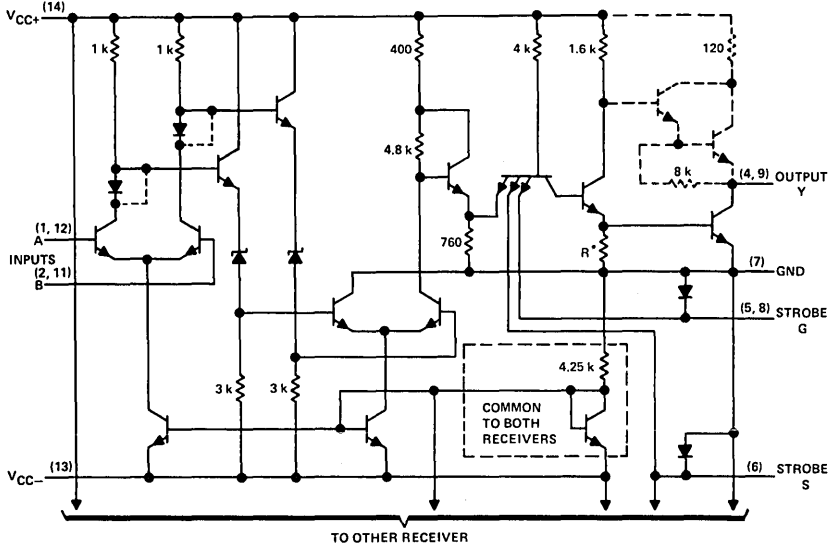 VCC+ (14)
1 k
1 k
400
4 k
1.6 k
120
4.8 k
8 k
(4, 9) OUTPUT
Y
(1, 12)
A
INPUTS
(2, 11)
B
760
R*
(7)
GND
(5, 8) STROBE
G
3 k
3 k
4.25 k
COMMON
TO BOTH
RECEIVERS
VCC− (13)
(6) STROBE
S
TO OTHER RECEIVER